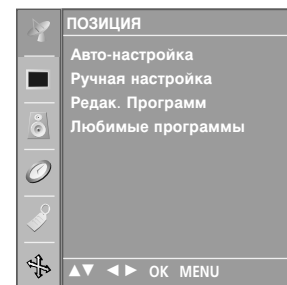 ПОЗИЦИЯ
Авто-настройка
Ручная настройка
Редак. Программ
Любимые программы
▲▼ ◄► OK MENU